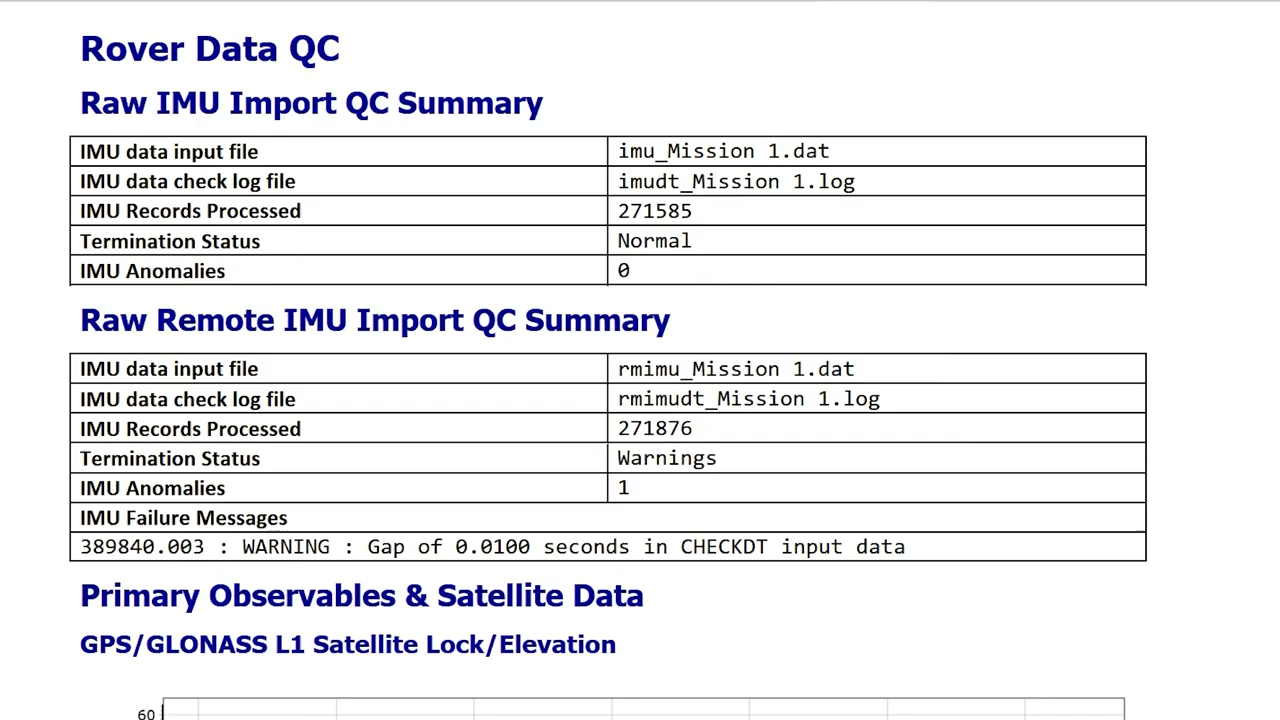 Rover Data QC
Raw IMU Import QC Summary
IMU data input file imu_Mission 1.dat
IMU data check log file imudt_Mission 1.log
IMU Records Processed 271585
Termination Status Normal
IMU Anomalies 0
Raw Remote IMU Import QC Summary
IMU data input file rmimu_Mission 1.dat
IMU data check log file rmimudt_Mission 1.log
IMU Records Processed 271876
Termination Status Warnings
IMU Anomalies 1
IMU Failure Messages
389840.003 : WARNING : Gap of 0.0100 seconds in CHECKDT input data
Primary Observables & Satellite Data
GPS/GLONASS L1 Satellite Lock/Elevation
60